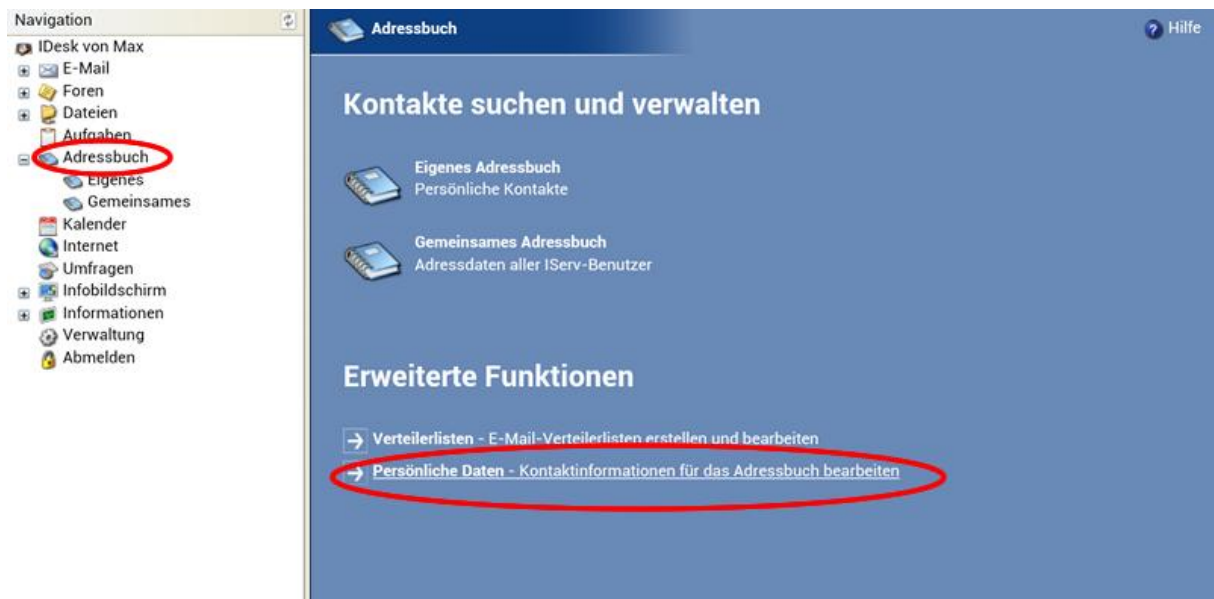 Navigation
IDesk von Max
E-Mail
Foren
Dateien
Aufgaben
Adressbuch
Eigenes
Gemeinsames
Kalender
Internet
Umfragen
Infobildschirm
Informationen
Verwaltung
Abmelden
Adressbuch
Hilfe
Kontakte suchen und verwalten
Eigenes Adressbuch
Persönliche Kontakte
Gemeinsames Adressbuch
Adressdaten aller IServ-Benutzer
Erweiterte Funktionen
Verteilerlisten - E-Mail-Verteilerlisten erstellen und bearbeiten
Persönliche Daten - Kontaktinformationen für das Adressbuch bearbeiten